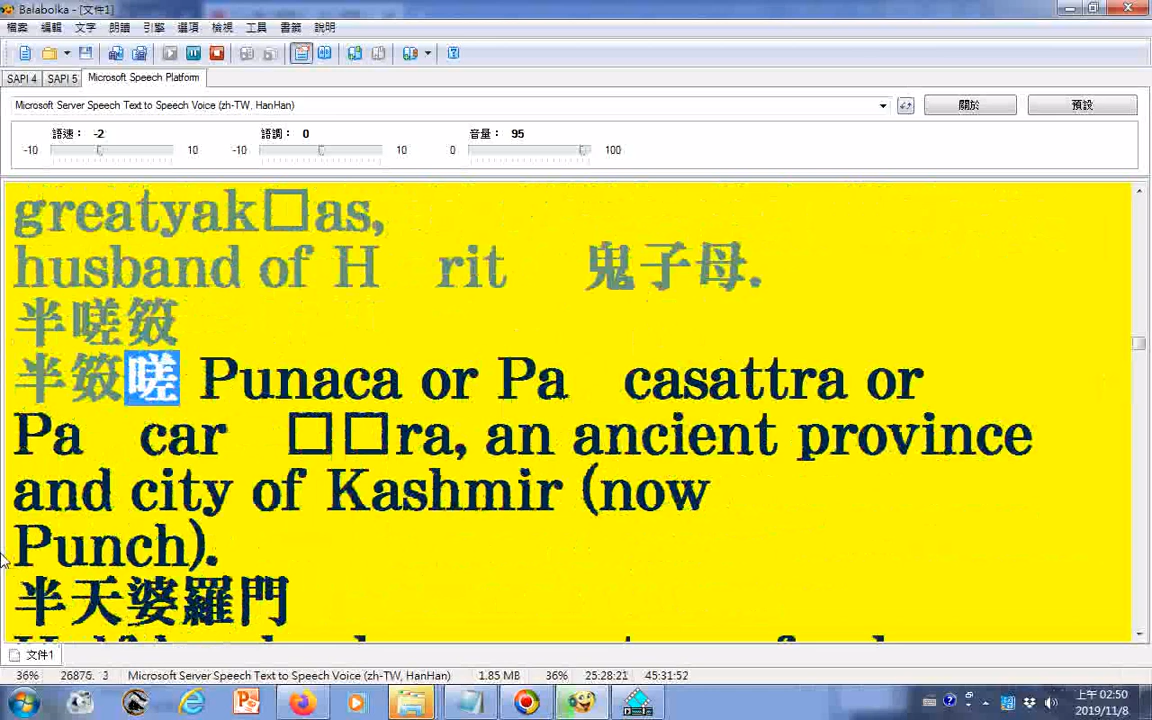 Balabolka - [文件1]
檔案 編輯 文字 朗讀 引擎 選項 檢視 工具 書籤 說明
SAPI 4 SAPI 5 Microsoft Speech Platform
Microsoft Server Speech Text to Speech Voice (zh-TW, HanHan) 關於 預設
語速： -2 語調： 0 音量： 95
-10 10 -10 10 0 100
greatyak□as,
husband of H rit 鬼子母.
半嗟笯
半笯嗟 Punaca or Pa casattra or
Pa car □□ra, an ancient province
and city of Kashmir (now
Punch).
半天婆羅門
文件1
36% 26875. 3 Microsoft Server Speech Text to Speech Voice (zh-TW, HanHan) 1.85 MB 36% 25:28:21 45:31:52
上午 02:50
2019/11/8